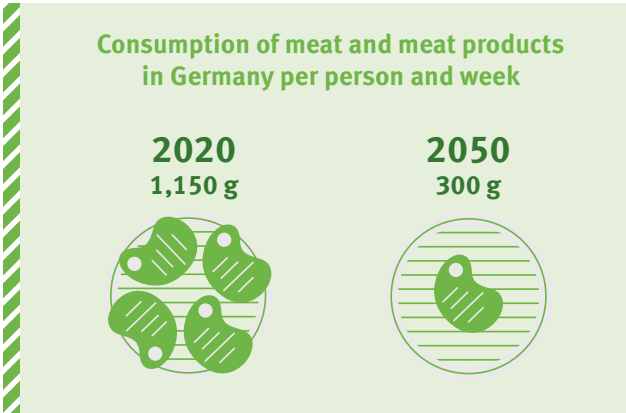 Consumption of meat and meat products
in Germany per person and week
2020
1,150 g
2050
300 g